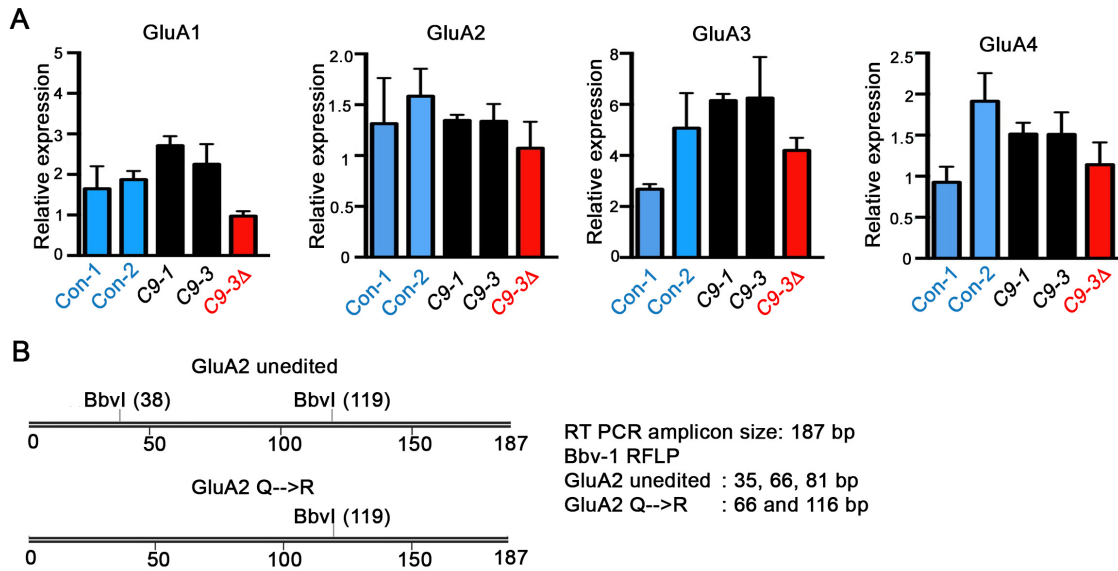 A
GluA1
Relative expression
5
4
3
2
1
0
Con-1
Con-2
C9-1
C9-3
C9-3Δ
GluA2
Relative expression
2.0
1.5
1
0.5
0
Con-1
Con-2
C9-1
C9-3
C9-3Δ
GluA3
Relative expression
8
6
4
2
0
Con-1
Con-2
C9-1
C9-3
C9-3Δ
GluA4
Relative expression
2.5
2
1.5
1
0.5
0
Con-1
Con-2
C9-1
C9-3
C9-3Δ
B
GluA2 unedited
BbvI (38) BbvI (119)
0 50 100 150 187
GluA2 Q-->R
BbvI (119)
0 50 100 150 187
RT PCR amplicon size: 187 bp
Bbv-1 RFLP
GluA2 unedited : 35, 66, 81 bp
GluA2 Q-->R : 66 and 116 bp